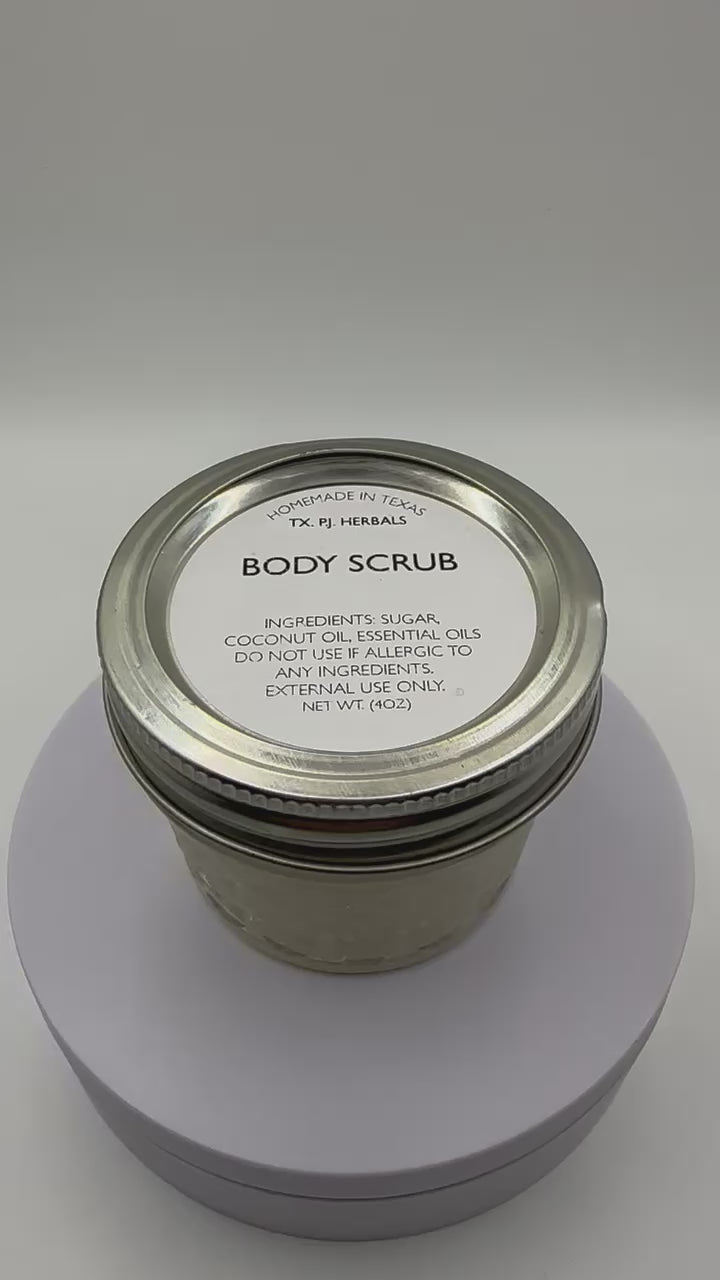 HOMEMADE IN TEXAS
TX. P.J. HERBALS
BODY SCRUB
INGREDIENTS: SUGAR,
COCONUT OIL, ESSENTIAL OILS
DO NOT USE IF ALLERGIC TO
ANY INGREDIENTS.
EXTERNAL USE ONLY.
NET WT. (4OZ)